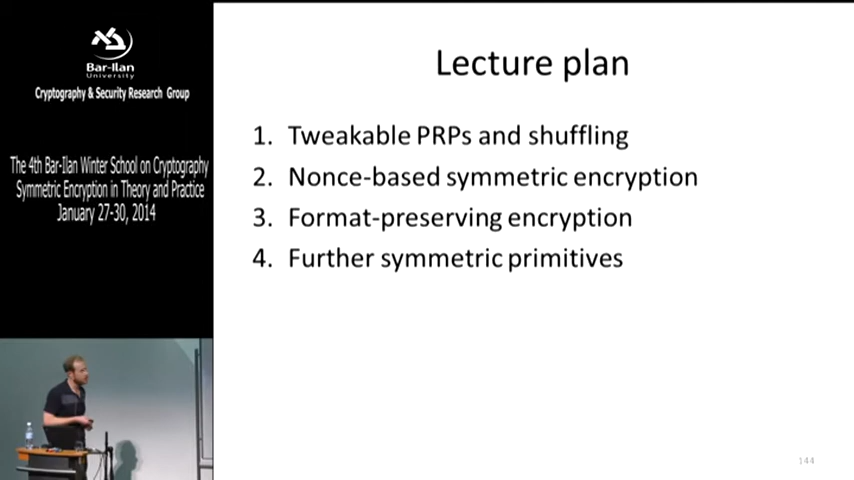 Bar-Ilan
University
Cryptography & Security Research Group
The 4th Bar-Ilan Winter School on Cryptography
Symmetric Encryption in Theory and Practice
January 27-30, 2014
Lecture plan
1. Tweakable PRPs and shuffling
2. Nonce-based symmetric encryption
3. Format-preserving encryption
4. Further symmetric primitives
144